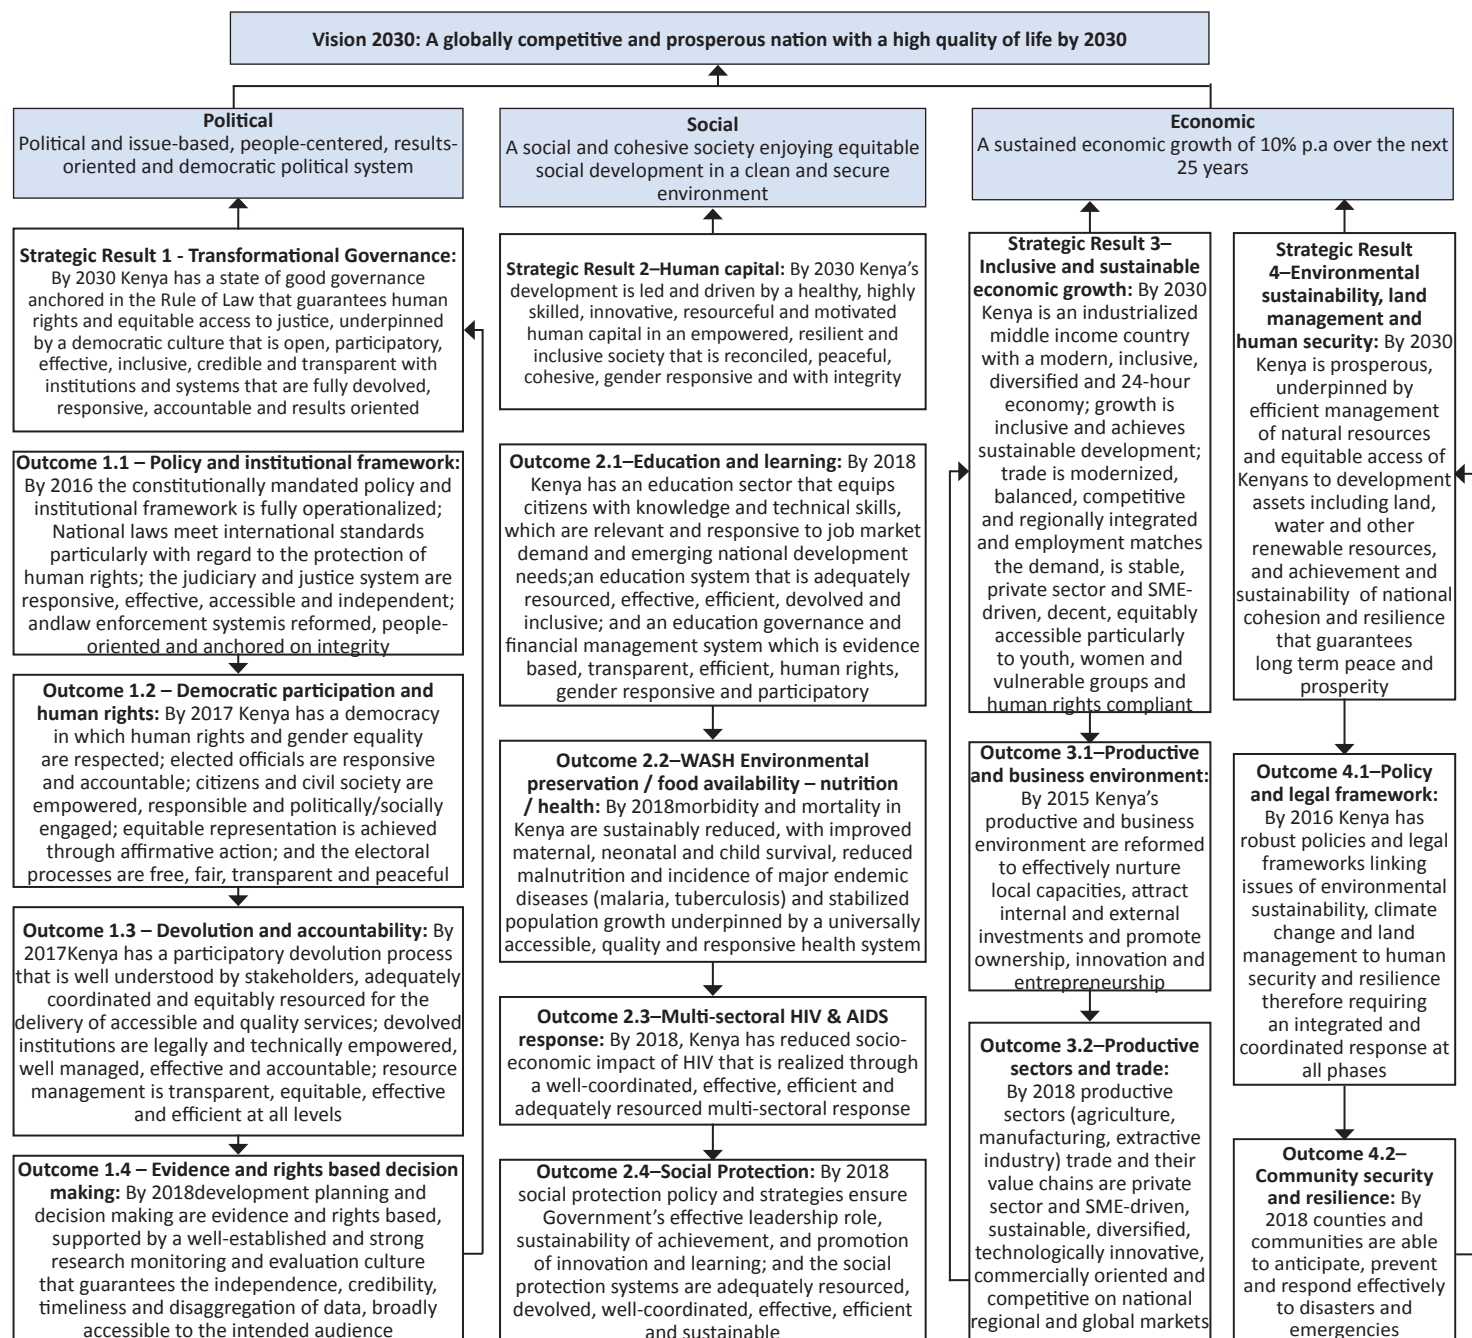 Vision 2030: A globally competitive and prosperous nation with a high quality of life by 2030
Political
Political and issue-based, people-centered, results-
oriented and democratic political system
Social
A social and cohesive society enjoying equitable
social development in a clean and secure
environment
Economic
A sustained economic growth of 10% p.a over the next
25 years
Strategic Result 1 - Transformational Governance:
By 2030 Kenya has a state of good governance
anchored in the Rule of Law that guarantees human
rights and equitable access to justice, underpinned
by a democratic culture that is open, participatory,
effective, inclusive, credible and transparent with
institutions and systems that are fully devolved,
responsive, accountable and results oriented
Outcome 1.1 – Policy and institutional framework:
By 2016 the constitutionally mandated policy and
institutional framework is fully operationalized;
National laws meet international standards
particularly with regard to the protection of
human rights; the judiciary and justice system are
responsive, effective, accessible and independent;
andlaw enforcement systemis reformed, people-
oriented and anchored on integrity
Outcome 1.2 – Democratic participation and
human rights: By 2017 Kenya has a democracy
in which human rights and gender equality
are respected; elected officials are responsive
and accountable; citizens and civil society are
empowered, responsible and politically/socially
engaged; equitable representation is achieved
through affirmative action; and the electoral
processes are free, fair, transparent and peaceful
Outcome 1.3 – Devolution and accountability: By
2017Kenya has a participatory devolution process
that is well understood by stakeholders, adequately
coordinated and equitably resourced for the
delivery of accessible and quality services; devolved
institutions are legally and technically empowered,
well managed, effective and accountable; resource
management is transparent, equitable, effective
and efficient at all levels
Outcome 1.4 – Evidence and rights based decision
making: By 2018development planning and
decision making are evidence and rights based,
supported by a well-established and strong
research monitoring and evaluation culture
that guarantees the independence, credibility,
timeliness and disaggregation of data, broadly
accessible to the intended audience
Strategic Result 2–Human capital: By 2030 Kenya's
development is led and driven by a healthy, highly
skilled, innovative, resourceful and motivated
human capital in an empowered, resilient and
inclusive society that is reconciled, peaceful,
cohesive, gender responsive and with integrity
Outcome 2.1–Education and learning: By 2018
Kenya has an education sector that equips
citizens with knowledge and technical skills,
which are relevant and responsive to job market
demand and emerging national development
needs;an education system that is adequately
resourced, effective, efficient, devolved and
inclusive; and an education governance and
financial management system which is evidence
based, transparent, efficient, human rights,
gender responsive and participatory
Outcome 2.2–WASH Environmental
preservation / food availability – nutrition
/ health: By 2018morbidity and mortality in
Kenya are sustainably reduced, with improved
maternal, neonatal and child survival, reduced
malnutrition and incidence of major endemic
diseases (malaria, tuberculosis) and stabilized
population growth underpinned by a universally
accessible, quality and responsive health system
Outcome 2.3–Multi-sectoral HIV & AIDS
response: By 2018, Kenya has reduced socio-
economic impact of HIV that is realized through
a well-coordinated, effective, efficient and
adequately resourced multi-sectoral response
Outcome 2.4–Social Protection: By 2018
social protection policy and strategies ensure
Government's effective leadership role,
sustainability of achievement, and promotion
of innovation and learning; and the social
protection systems are adequately resourced,
devolved, well-coordinated, effective, efficient
and sustainable
Strategic Result 3–
Inclusive and sustainable
economic growth: By 2030
Kenya is an industrialized
middle income country
with a modern, inclusive,
diversified and 24-hour
economy; growth is
inclusive and achieves
sustainable development;
trade is modernized,
balanced, competitive
and regionally integrated
and employment matches
the demand, is stable,
private sector and SME-
driven, decent, equitably
accessible particularly
to youth, women and
vulnerable groups and
human rights compliant
Outcome 3.1–Productive
and business environment:
By 2015 Kenya's
productive and business
environment are reformed
to effectively nurture
local capacities, attract
internal and external
investments and promote
ownership, innovation and
entrepreneurship
Outcome 3.2–Productive
sectors and trade:
By 2018 productive
sectors (agriculture,
manufacturing, extractive
industry) trade and their
value chains are private
sector and SME-driven,
sustainable, diversified,
technologically innovative,
commercially oriented and
competitive on national
regional and global markets
Strategic Result
4–Environmental
sustainability, land
management and
human security: By 2030
Kenya is prosperous,
underpinned by
efficient management
of natural resources
and equitable access of
Kenyans to development
assets including land,
water and other
renewable resources,
and achievement and
sustainability of national
cohesion and resilience
that guarantees
long term peace and
prosperity
Outcome 4.1–Policy
and legal framework:
By 2016 Kenya has
robust policies and legal
frameworks linking
issues of environmental
sustainability, climate
change and land
management to human
security and resilience
therefore requiring
an integrated and
coordinated response at
all phases
Outcome 4.2–
Community security
and resilience: By
2018 counties and
communities are able
to anticipate, prevent
and respond effectively
to disasters and
emergencies